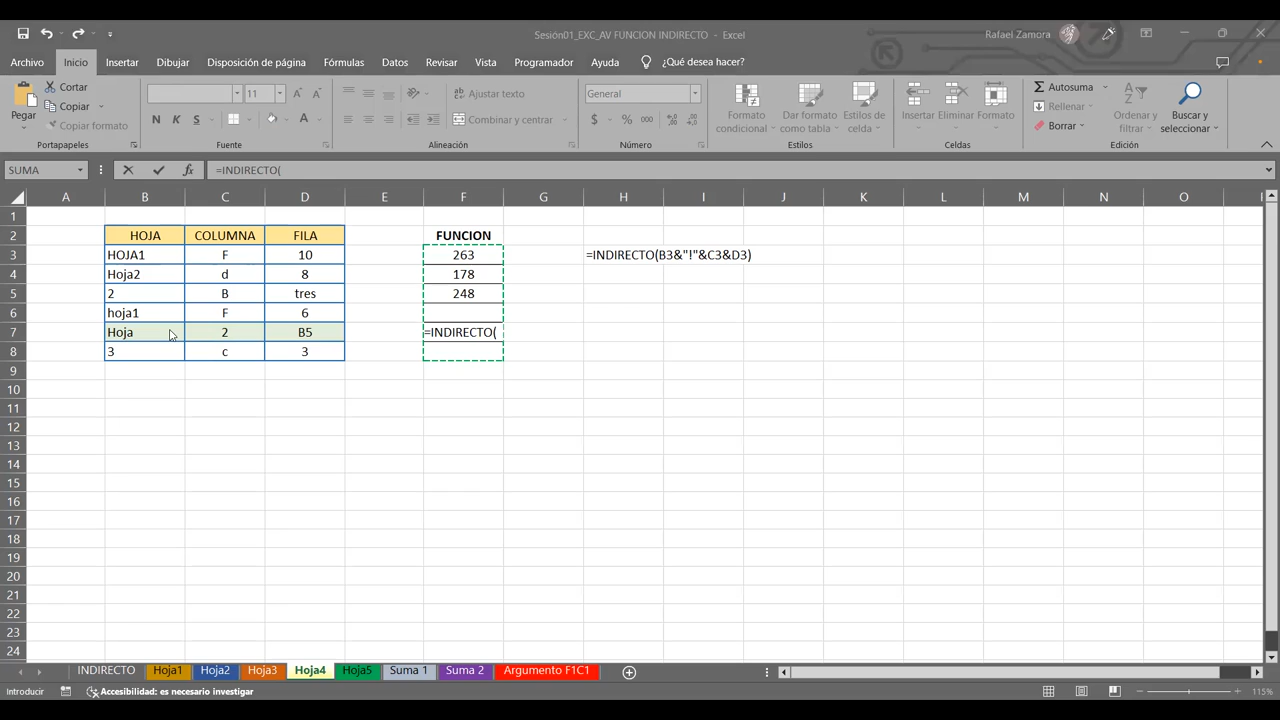 Sesión01_EXC_AV FUNCION INDIRECTO - Excel
Rafael Zamora
Archivo Inicio Insertar Dibujar Disposición de página Fórmulas Datos Revisar Vista Programador Ayuda ¿Qué desea hacer?
Pegar
Cortar
Copiar
Copiar formato
Portapapeles
11
N K S
A
Fuente
Ajustar texto
Combinar y centrar
Alineación
General
$ % 000
Número
Formato condicional
Dar formato como tabla
Estilos de celda
Estilos
Insertar Eliminar Formato
Celdas
Autosuma
Rellenar
Borrar
Ordenar y filtrar
Buscar y seleccionar
Edición
SUMA fx =INDIRECTO(
A B C D E F G H I J K L M N O
1
2 HOJA COLUMNA FILA FUNCION
3 HOJA1 F 10 263 =INDIRECTO(B3&"!"&C3&D3)
4 Hoja2 d 8 178
5 2 B tres 248
6 hoja1 F 6
7 Hoja 2 B5 =INDIRECTO(
8 3 c 3
9
10
11
12
13
14
15
16
17
18
19
20
21
22
23
24
INDIRECTO Hoja1 Hoja2 Hoja3 Hoja4 Hoja5 Suma 1 Suma 2 Argumento F1C1
Introducir Accesibilidad: es necesario investigar 115%